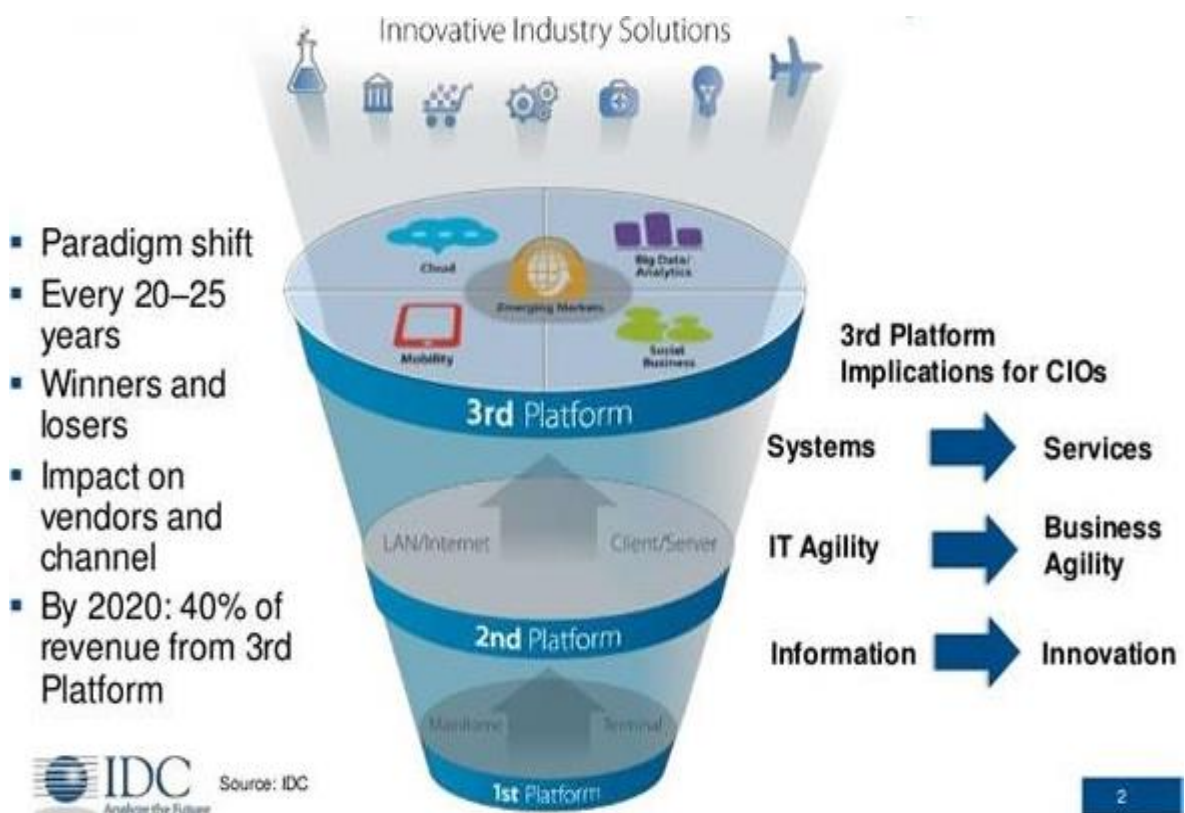 Innovative Industry Solutions
Paradigm shift
Every 20–25
years
Winners and
losers
Impact on
vendors and
channel
By 2020: 40% of
revenue from 3rd
Platform
Cloud
Big Data/
Analytics
Emerging Markets
Mobility
Social
Business
3rd Platform
LAN/Internet
Client/Server
2nd Platform
Mainframe
Terminal
1st Platform
3rd Platform
Implications for CIOs
Systems
Services
IT Agility
Business
Agility
Information
Innovation
IDC
Analyze the Future
Source: IDC
2